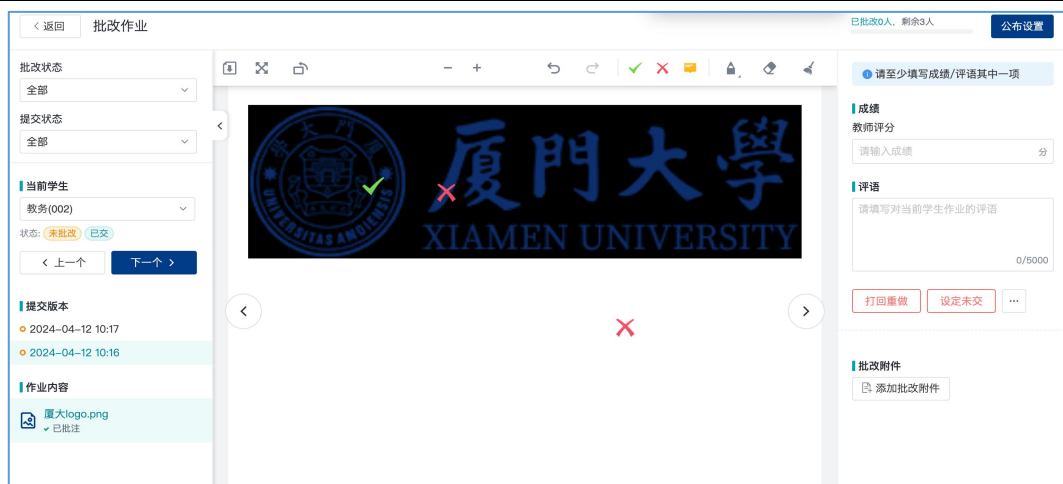 返回
批改作业
已批改0人，剩余3人
公布设置
批改状态
全部
提交状态
全部
当前学生
教务(002)
状态: 未批改 已交
上一个
下一个
提交版本
2024-04-12 10:17
2024-04-12 10:16
作业内容
厦大logo.png
已批注
厦門大學
XIAMEN UNIVERSITY
UNIVERSITAS AMOIENSIS
请至少填写成绩/评语其中一项
成绩
教师评分
请输入成绩 分
评语
请填写对当前学生作业的评语
0/5000
打回重做
设定未交
...
批改附件
添加批改附件